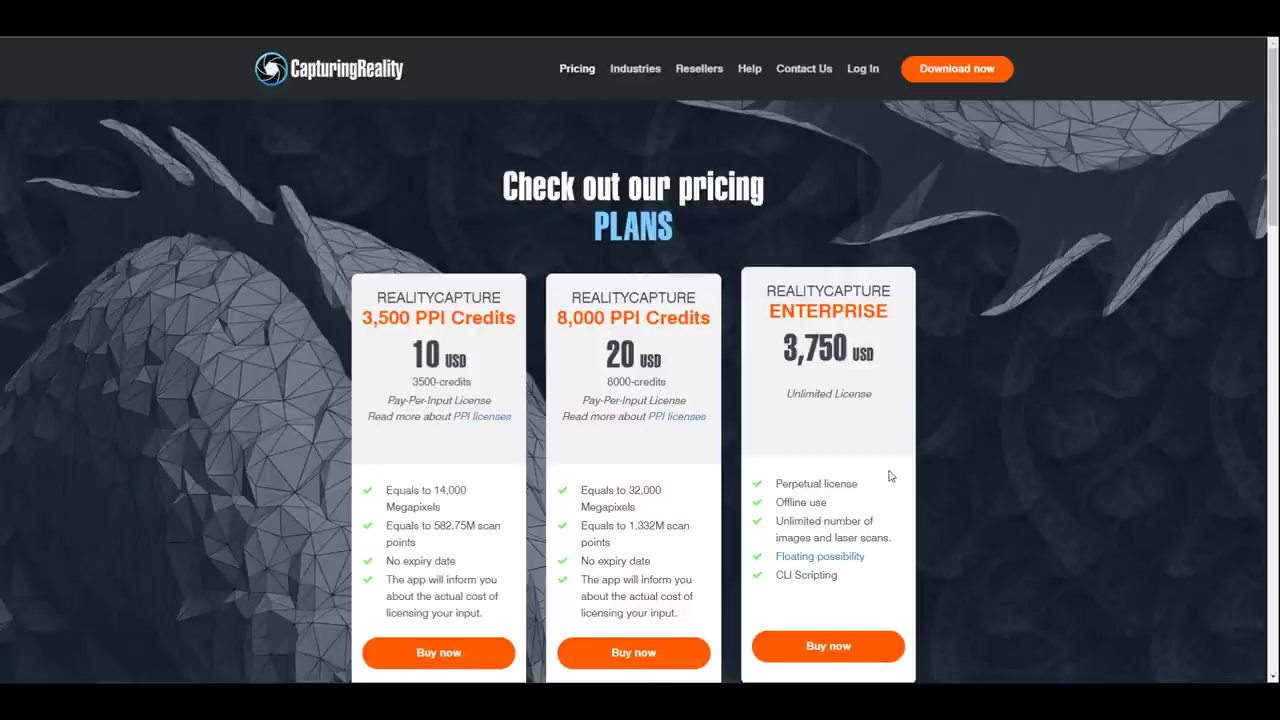 CapturingReality
Pricing
Industries
Resellers
Help
Contact Us
Log In
Download now
Check out our pricing
PLANS
REALITYCAPTURE
3,500 PPI Credits
10 USD
3500-credits
Pay-Per-Input License
Read more about PPI licenses
Equals to 14,000
Megapixels
Equals to 582.75M scan
points
No expiry date
The app will inform you
about the actual cost of
licensing your input.
Buy now
REALITYCAPTURE
8,000 PPI Credits
20 USD
8000-credits
Pay-Per-Input License
Read more about PPI licenses
Equals to 32,000
Megapixels
Equals to 1,332M scan
points
No expiry date
The app will inform you
about the actual cost of
licensing your input.
Buy now
REALITYCAPTURE
ENTERPRISE
3,750 USD
Unlimited License
Perpetual license
Offline use
Unlimited number of
images and laser scans.
Floating possibility
CLI Scripting
Buy now